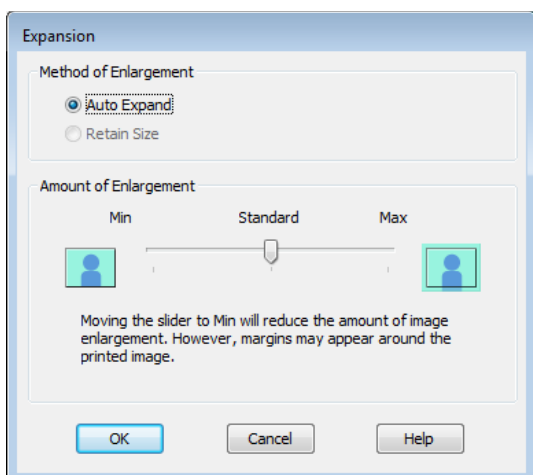 Expansion
Method of Enlargement
Auto Expand
Retain Size
Amount of Enlargement
Min Standard Max
Moving the slider to Min will reduce the amount of image
enlargement. However, margins may appear around the
printed image.
OK Cancel Help